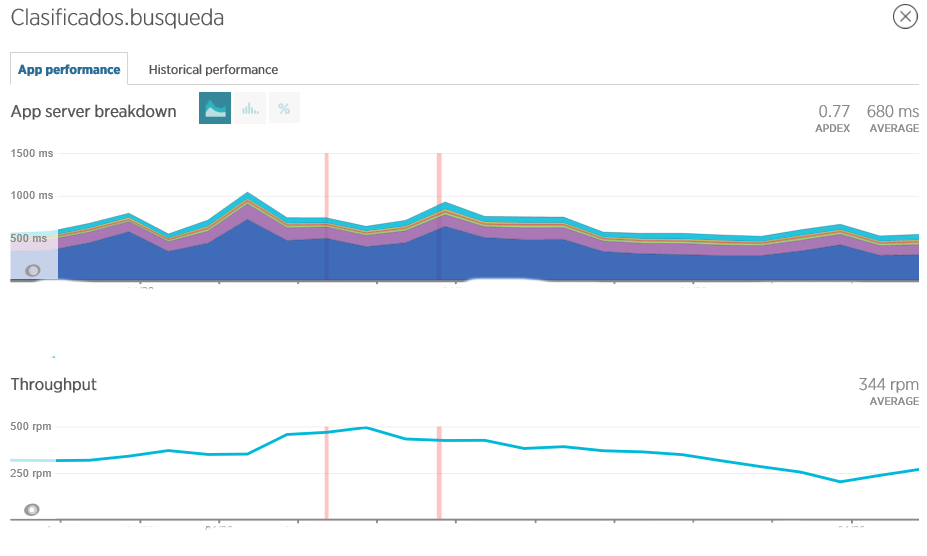 Clasificados.busqueda
App performance
Historical performance
App server breakdown
%
0.77 680 ms
APDEX AVERAGE
1500 ms
1000 ms
500 ms
Throughput
344 rpm
AVERAGE
500 rpm
250 rpm